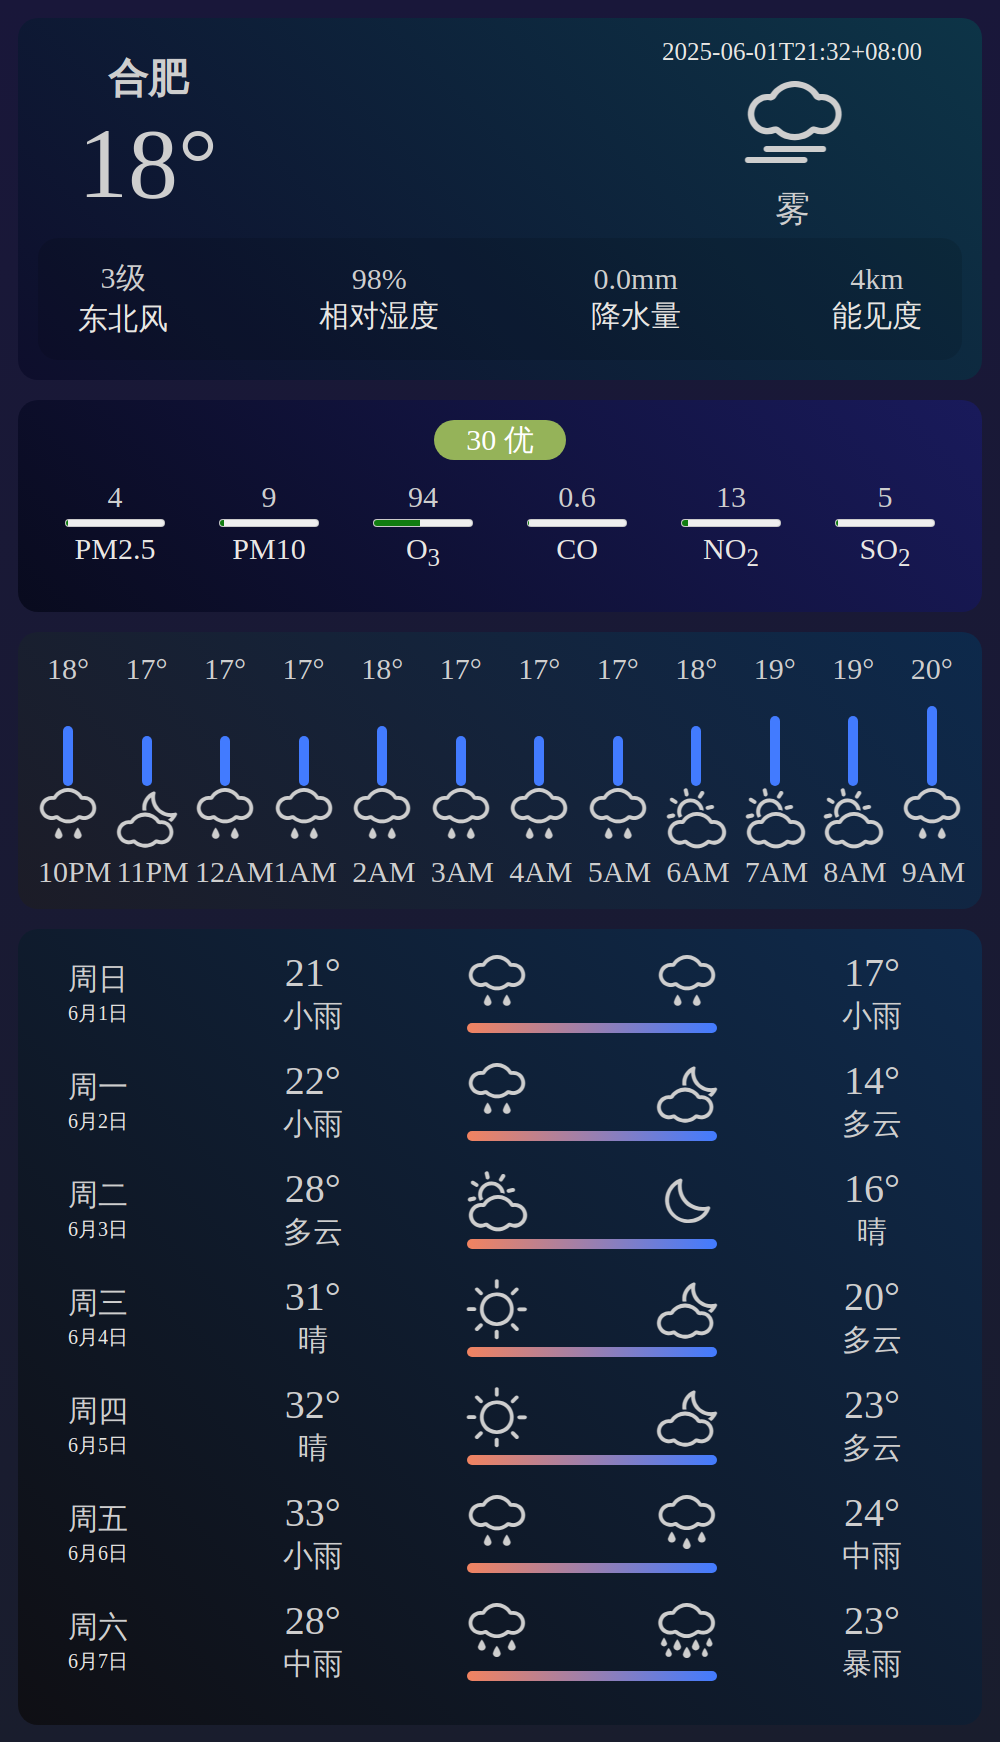 合肥
18°
2025-06-01T21:32+08:00
雾
3级 98% 0.0mm 4km
东北风 相对湿度 降水量 能见度
30 优
4 9 94 0.6 13 5
PM2.5 PM10 O3 CO NO2 SO2
18° 17° 17° 17° 18° 17° 17° 17° 18° 19° 19° 20°
10PM 11PM 12AM 1AM 2AM 3AM 4AM 5AM 6AM 7AM 8AM 9AM
周日 21° 17°
6月1日 小雨 小雨
周一 22° 14°
6月2日 小雨 多云
周二 28° 16°
6月3日 多云 晴
周三 31° 20°
6月4日 晴 多云
周四 32° 23°
6月5日 晴 多云
周五 33° 24°
6月6日 小雨 中雨
周六 28° 23°
6月7日 中雨 暴雨